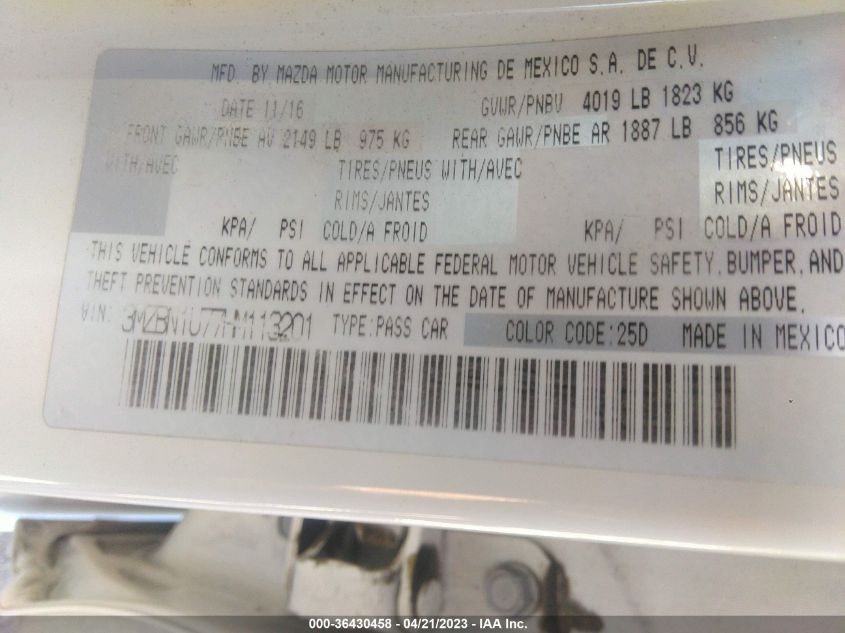 MFD. BY MAZDA MOTOR MANUFACTURING DE MEXICO S.A. DE C.V.
DATE 11/16 GVWR/PNBV 4019 LB 1823 KG
FRONT GAWR/PNBE AV 2149 LB 975 KG REAR GAWR/PNBE AR 1887 LB 856 KG
WITH/AVEC TIRES/PNEUS WITH/AVEC TIRES/PNEUS
RIMS/JANTES RIMS/JANTES
KPA/ PSI COLD/A FROID KPA/ PSI COLD/A FROID
THIS VEHICLE CONFORMS TO ALL APPLICABLE FEDERAL MOTOR VEHICLE SAFETY, BUMPER, AND
THEFT PREVENTION STANDARDS IN EFFECT ON THE DATE OF MANUFACTURE SHOWN ABOVE.
VIN: 3MZBN1U77HM113201 TYPE:PASS CAR COLOR CODE:25D MADE IN MEXICO
000-36430458 - 04/21/2023 - IAA Inc.